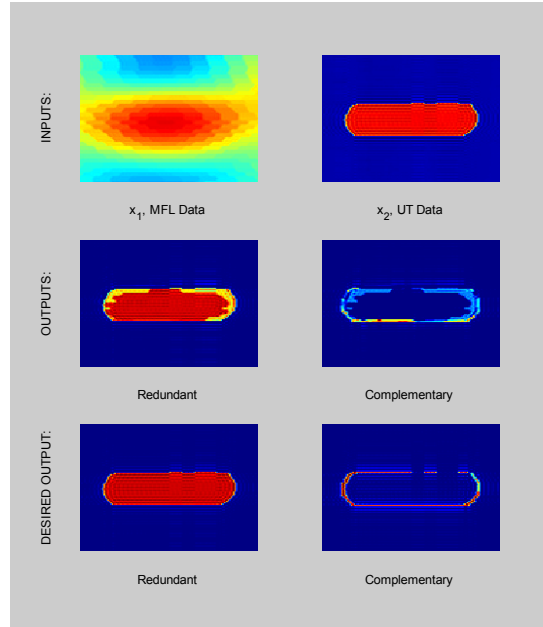 INPUTS:
x1, MFL Data
x2, UT Data
OUTPUTS:
Redundant
Complementary
DESIRED OUTPUT:
Redundant
Complementary